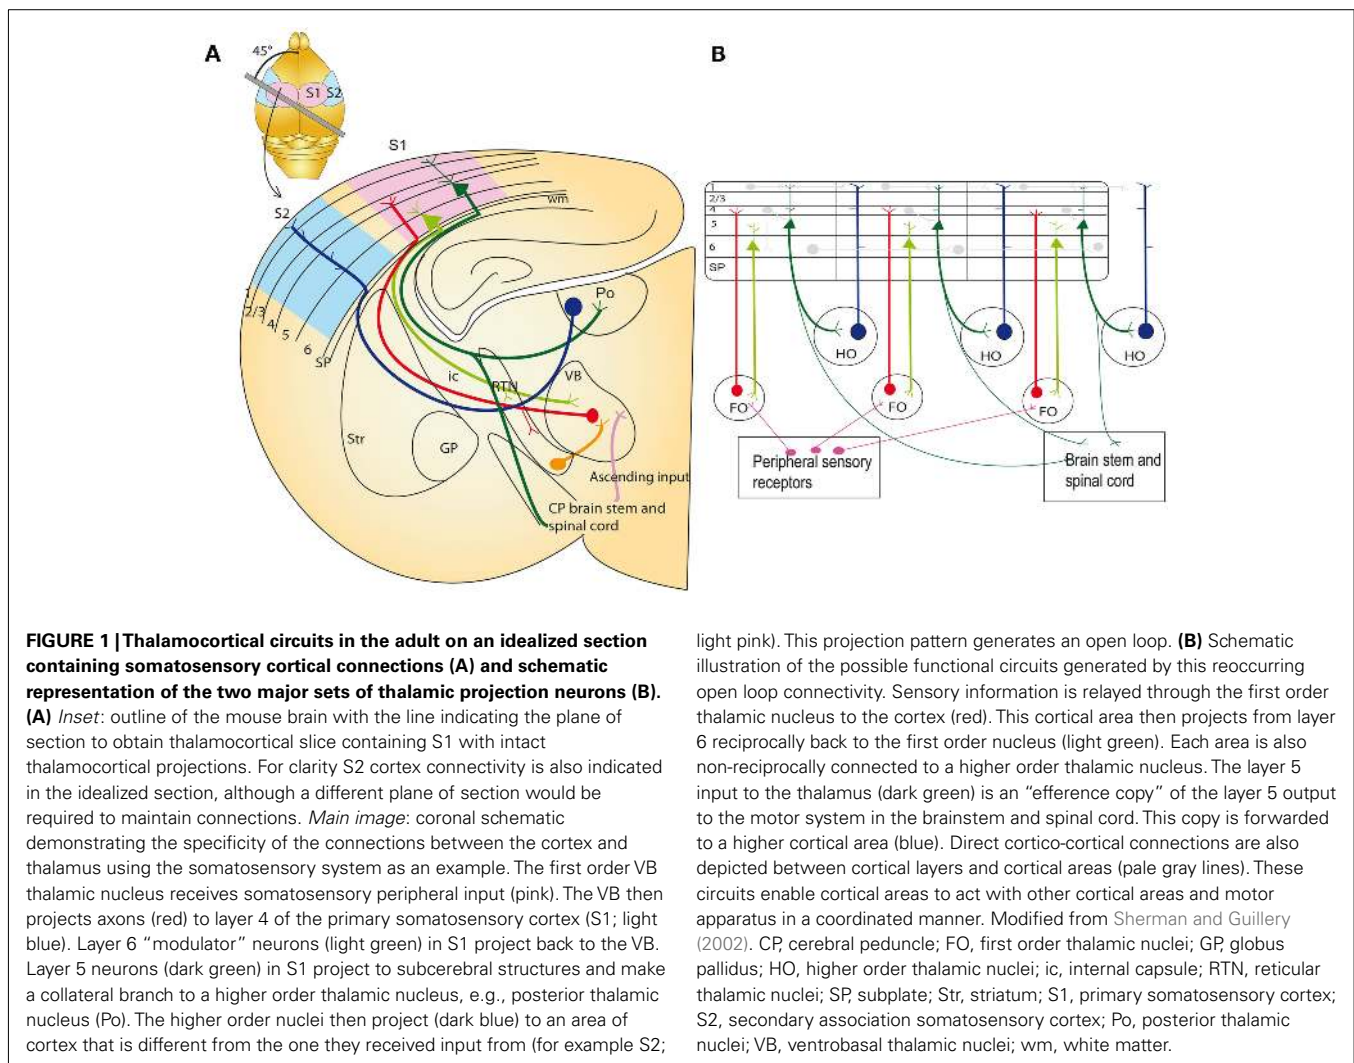 A
45°
S1 S2
S1
S2
wm
1
2/3
4
5
6
SP
Po
ic
RTN
VB
Str
GP
Ascending input
CP brain stem and
spinal cord
B
1
2/3
4
5
6
SP
HO
HO
HO
FO
FO
FO
Peripheral sensory
receptors
Brain stem and
spinal cord
FIGURE 1 | Thalamocortical circuits in the adult on an idealized section
containing somatosensory cortical connections (A) and schematic
representation of the two major sets of thalamic projection neurons (B).
(A) Inset: outline of the mouse brain with the line indicating the plane of
section to obtain thalamocortical slice containing S1 with intact
thalamocortical projections. For clarity S2 cortex connectivity is also indicated
in the idealized section, although a different plane of section would be
required to maintain connections. Main image: coronal schematic
demonstrating the specificity of the connections between the cortex and
thalamus using the somatosensory system as an example. The first order VB
thalamic nucleus receives somatosensory peripheral input (pink). The VB then
projects axons (red) to layer 4 of the primary somatosensory cortex (S1; light
blue). Layer 6 “modulator” neurons (light green) in S1 project back to the VB.
Layer 5 neurons (dark green) in S1 project to subcerebral structures and make
a collateral branch to a higher order thalamic nucleus, e.g., posterior thalamic
nucleus (Po). The higher order nuclei then project (dark blue) to an area of
cortex that is different from the one they received input from (for example S2;
light pink). This projection pattern generates an open loop. (B) Schematic
illustration of the possible functional circuits generated by this reoccurring
open loop connectivity. Sensory information is relayed through the first order
thalamic nucleus to the cortex (red). This cortical area then projects from layer
6 reciprocally back to the first order nucleus (light green). Each area is also
non-reciprocally connected to a higher order thalamic nucleus. The layer 5
input to the thalamus (dark green) is an “efference copy” of the layer 5 output
to the motor system in the brainstem and spinal cord. This copy is forwarded
to a higher cortical area (blue). Direct cortico-cortical connections are also
depicted between cortical layers and cortical areas (pale gray lines). These
circuits enable cortical areas to act with other cortical areas and motor
apparatus in a coordinated manner. Modified from Sherman and Guillery
(2002). CP, cerebral peduncle; FO, first order thalamic nuclei; GP, globus
pallidus; HO, higher order thalamic nuclei; ic, internal capsule; RTN, reticular
thalamic nuclei; SP, subplate; Str, striatum; S1, primary somatosensory cortex;
S2, secondary association somatosensory cortex; Po, posterior thalamic
nuclei; VB, ventrobasal thalamic nuclei; wm, white matter.